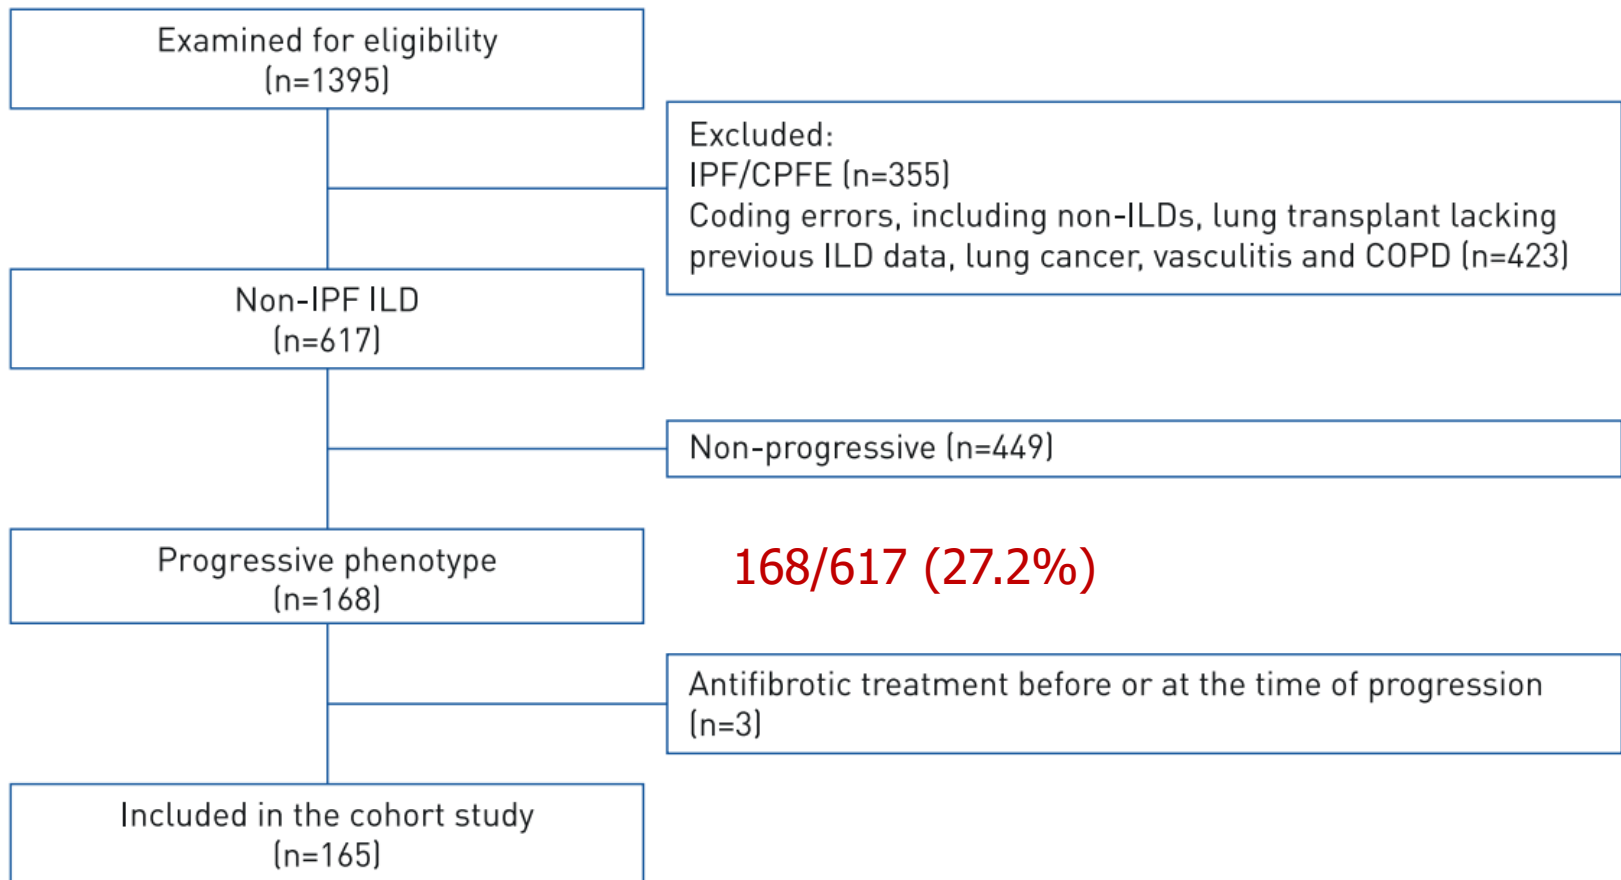 Examined for eligibility
(n=1395)
Excluded:
IPF/CPFE (n=355)
Coding errors, including non-ILDs, lung transplant lacking
previous ILD data, lung cancer, vasculitis and COPD (n=423)
Non-IPF ILD
(n=617)
Non-progressive (n=449)
Progressive phenotype
(n=168)
168/617 (27.2%)
Antifibrotic treatment before or at the time of progression
(n=3)
Included in the cohort study
(n=165)